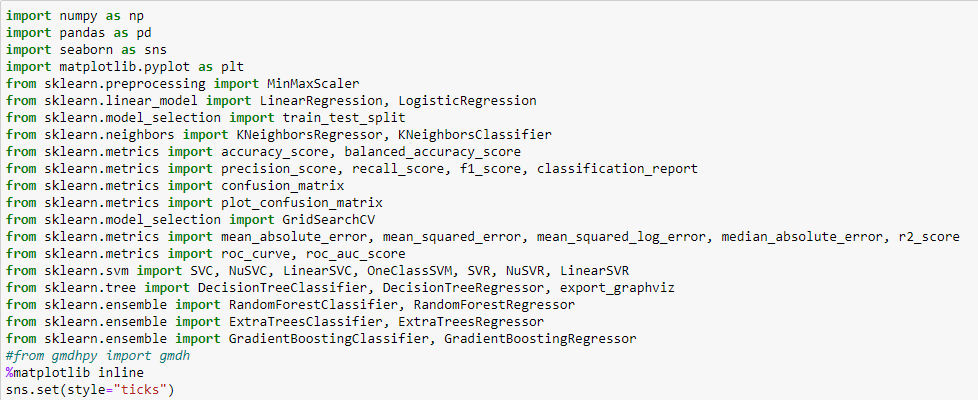 import numpy as np
import pandas as pd
import seaborn as sns
import matplotlib.pyplot as plt
from sklearn.preprocessing import MinMaxScaler
from sklearn.linear_model import LinearRegression, LogisticRegression
from sklearn.model_selection import train_test_split
from sklearn.neighbors import KNeighborsRegressor, KNeighborsClassifier
from sklearn.metrics import accuracy_score, balanced_accuracy_score
from sklearn.metrics import precision_score, recall_score, f1_score, classification_report
from sklearn.metrics import confusion_matrix
from sklearn.metrics import plot_confusion_matrix
from sklearn.model_selection import GridSearchCV
from sklearn.metrics import mean_absolute_error, mean_squared_error, mean_squared_log_error, median_absolute_error, r2_score
from sklearn.metrics import roc_curve, roc_auc_score
from sklearn.svm import SVC, NuSVC, LinearSVC, OneClassSVM, SVR, NuSVR, LinearSVR
from sklearn.tree import DecisionTreeClassifier, DecisionTreeRegressor, export_graphviz
from sklearn.ensemble import RandomForestClassifier, RandomForestRegressor
from sklearn.ensemble import ExtraTreesClassifier, ExtraTreesRegressor
from sklearn.ensemble import GradientBoostingClassifier, GradientBoostingRegressor
#from gmdhpy import gmdh
%matplotlib inline
sns.set(style="ticks")